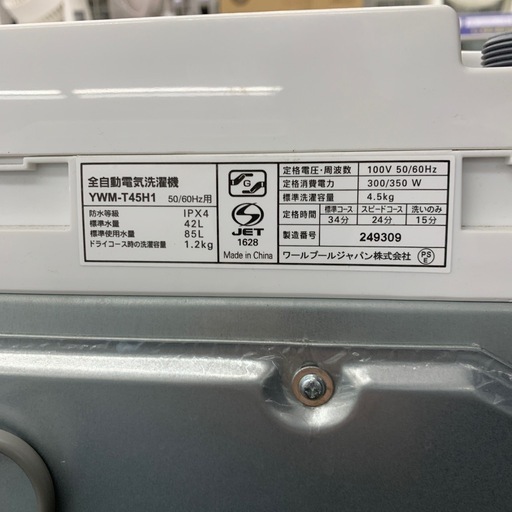 全自動電気洗濯機
YWM-T45H1 50/60Hz用
防水等級 IPX4
標準水量 42L
標準使用水量 85L
ドライコース時の洗濯容量 1.2kg
G
S
JET
1628
Made in China
定格電圧・周波数 100V 50/60Hz
定格消費電力 300/350 W
標準洗濯容量 4.5kg
定格時間 標準コース スピードコース 洗いのみ
34分 24分 15分
製造番号 249309
ワールプールジャパン株式会社 PSE